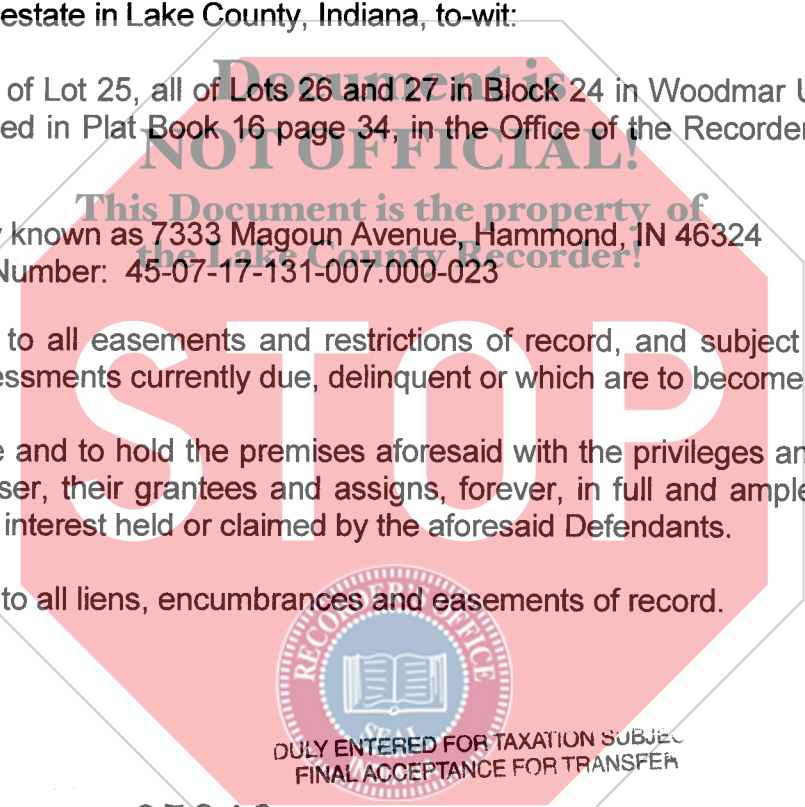 estate in Lake County, Indiana, to-wit:
Document is
of Lot 25, all of Lots 26 and 27 in Block 24 in Woodmar U
ed in Plat Book 16 page 34, in the Office of the Recorder
NOT OFFICIAL!
This Document is the property of
known as 7333 Magoun Avenue, Hammond, IN 46324
the Lake County Recorder!
Number: 45-07-17-131-007.000-023
to all easements and restrictions of record, and subject
essments currently due, delinquent or which are to become
STOP
e and to hold the premises aforesaid with the privileges an
ser, their grantees and assigns, forever, in full and ample
interest held or claimed by the aforesaid Defendants.
to all liens, encumbrances and easements of record.
RECORDER'S OFFICE
SEAL
DULY ENTERED FOR TAXATION SUBJEC
FINAL ACCEPTANCE FOR TRANSFER